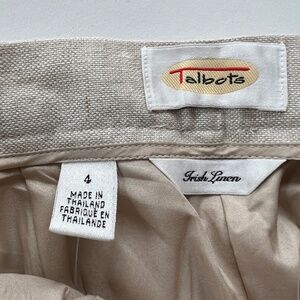 Talbots
Irish Linen
4
MADE IN
THAILAND
FABRIQUÉ EN
THAILANDE